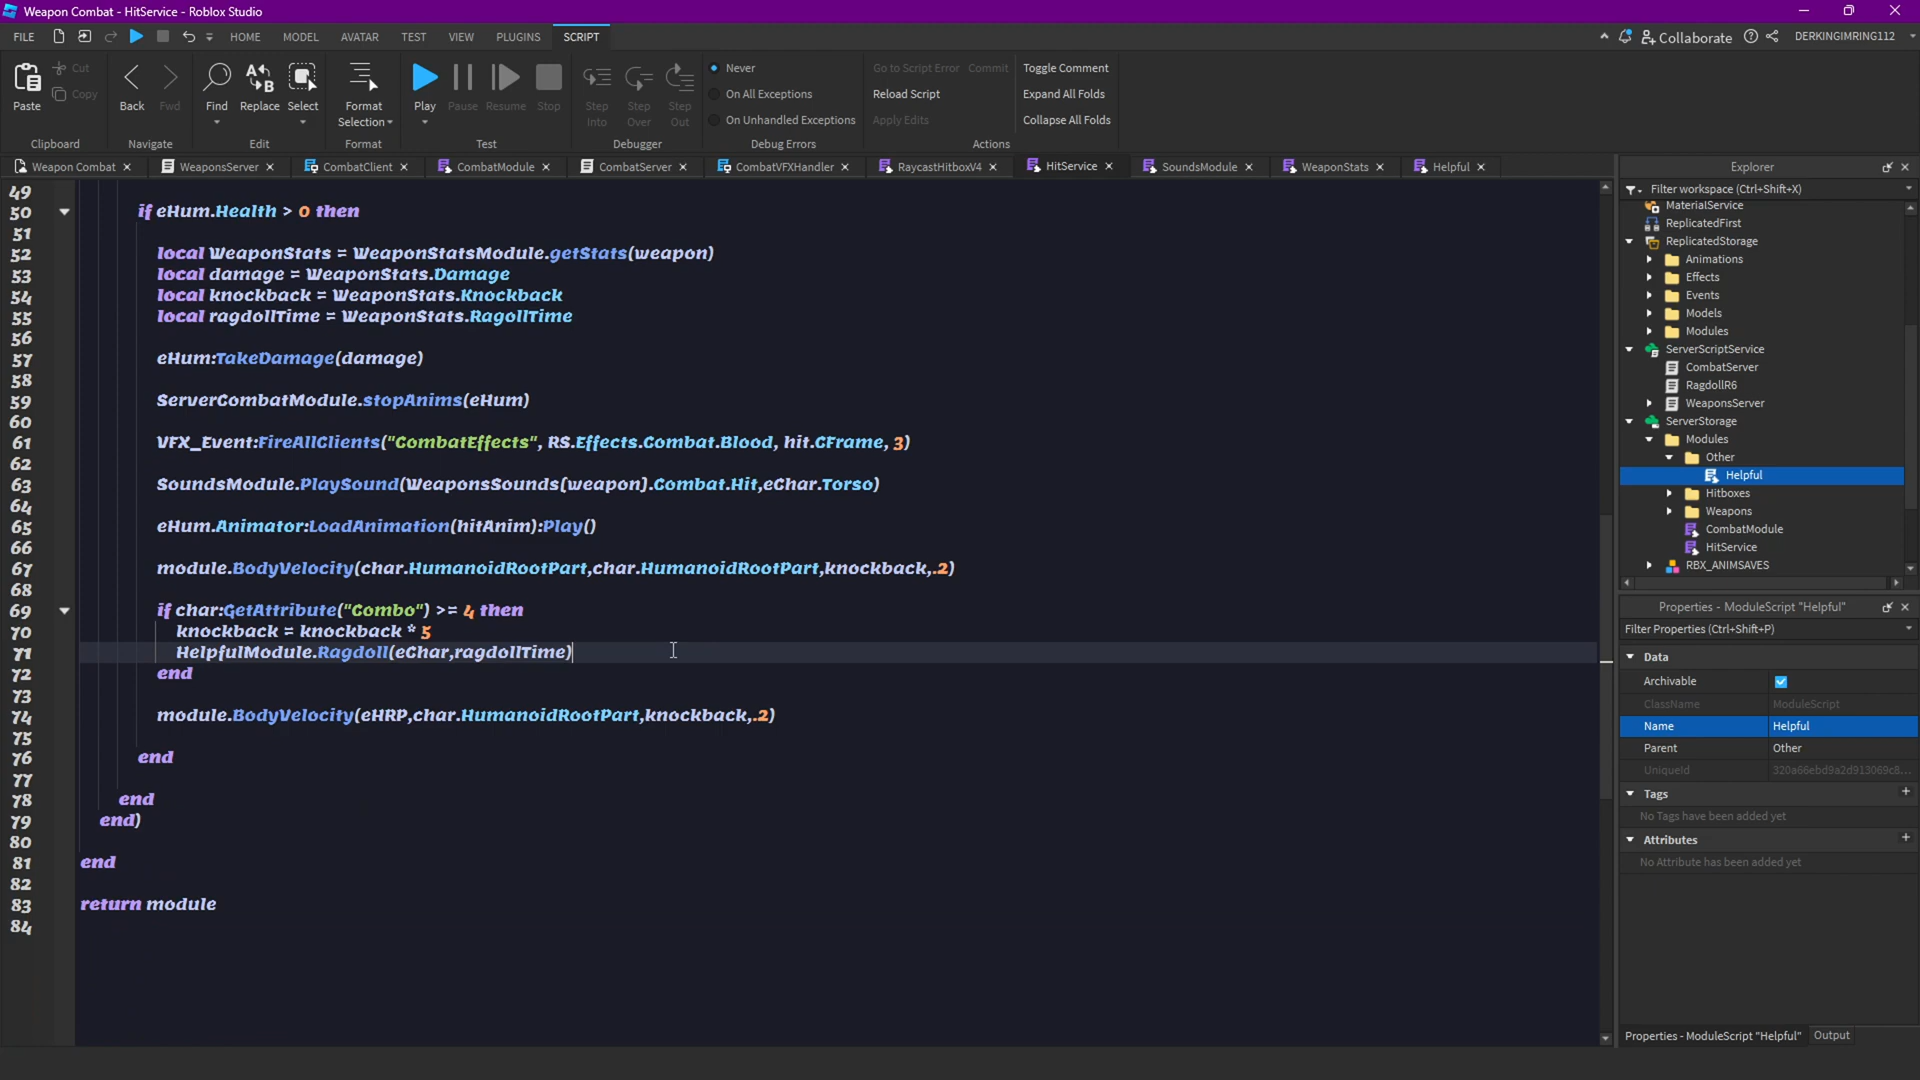 Weapon Combat - HitService - Roblox Studio
FILE HOME MODEL AVATAR TEST VIEW PLUGINS SCRIPT Collaborate DERKINGIMRING112
Paste Cut Copy Back Fwd Find Replace Select Format Selection Play Pause Resume Stop Step Into Step Over Step Out
Never
On All Exceptions
On Unhandled Exceptions
Go to Script Error Commit
Reload Script
Apply Edits
Toggle Comment
Expand All Folds
Collapse All Folds
Clipboard Navigate Edit Format Test Debugger Debug Errors Actions
Weapon Combat WeaponsServer CombatClient CombatModule CombatServer CombatVFXHandler RaycastHitboxV4 HitService SoundsModule WeaponStats Helpful
49
50 if eHum.Health > 0 then
51
52 local WeaponStats = WeaponStatsModule.getStats(weapon)
53 local damage = WeaponStats.Damage
54 local knockback = WeaponStats.Knockback
55 local ragdollTime = WeaponStats.RagollTime
56
57 eHum:TakeDamage(damage)
58
59 ServerCombatModule.stopAnims(eHum)
60
61 VFX_Event:FireAllClients("CombatEffects", RS.Effects.Combat.Blood, hit.CFrame, 3)
62
63 SoundsModule.PlaySound(WeaponsSounds[weapon].Combat.Hit,eChar.Torso)
64
65 eHum.Animator:LoadAnimation(hitAnim):Play()
66
67 module.BodyVelocity(char.HumanoidRootPart,char.HumanoidRootPart,knockback,.2)
68
69 if char:GetAttribute("Combo") >= 4 then
70 knockback = knockback * 5
71 HelpfulModule.Ragdoll(eChar,ragdollTime)
72 end
73
74 module.BodyVelocity(eHRP,char.HumanoidRootPart,knockback,.2)
75
76 end
77
78 end
79 end)
80
81 end
82
83 return module
84
Explorer
Filter workspace (Ctrl+Shift+X)
MaterialService
ReplicatedFirst
ReplicatedStorage
Animations
Effects
Events
Models
Modules
ServerScriptService
CombatServer
RagdollR6
WeaponsServer
ServerStorage
Modules
Other
Helpful
Hitboxes
Weapons
CombatModule
HitService
RBX_ANIMSAVES
Properties - ModuleScript "Helpful"
Filter Properties (Ctrl+Shift+P)
Data
Archivable
ClassName ModuleScript
Name Helpful
Parent Other
UniqueId 320a66ebd9a2d913069c8...
Tags +
No Tags have been added yet
Attributes +
No Attribute has been added yet
Properties - ModuleScript "Helpful" Output